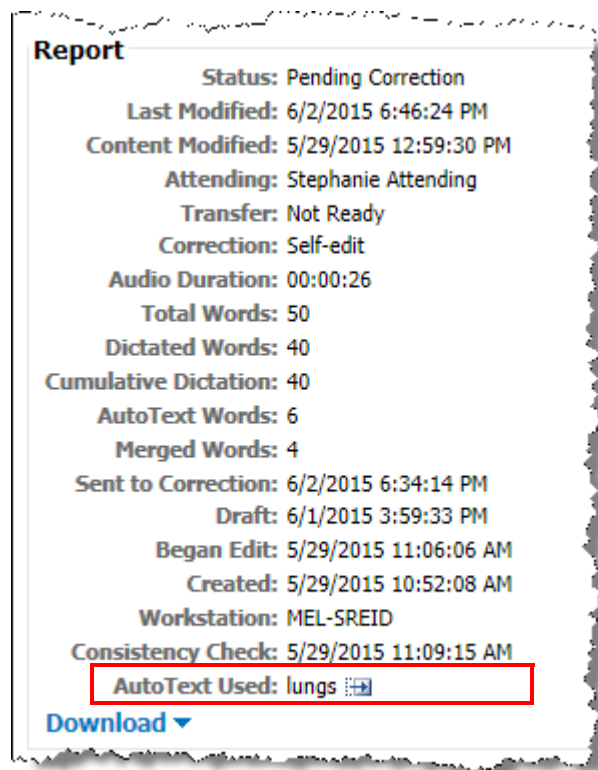 Report
Status: Pending Correction
Last Modified: 6/2/2015 6:46:24 PM
Content Modified: 5/29/2015 12:59:30 PM
Attending: Stephanie Attending
Transfer: Not Ready
Correction: Self-edit
Audio Duration: 00:00:26
Total Words: 50
Dictated Words: 40
Cumulative Dictation: 40
AutoText Words: 6
Merged Words: 4
Sent to Correction: 6/2/2015 6:34:14 PM
Draft: 6/1/2015 3:59:33 PM
Began Edit: 5/29/2015 11:06:06 AM
Created: 5/29/2015 10:52:08 AM
Workstation: MEL-SREID
Consistency Check: 5/29/2015 11:09:15 AM
AutoText Used: lungs
Download